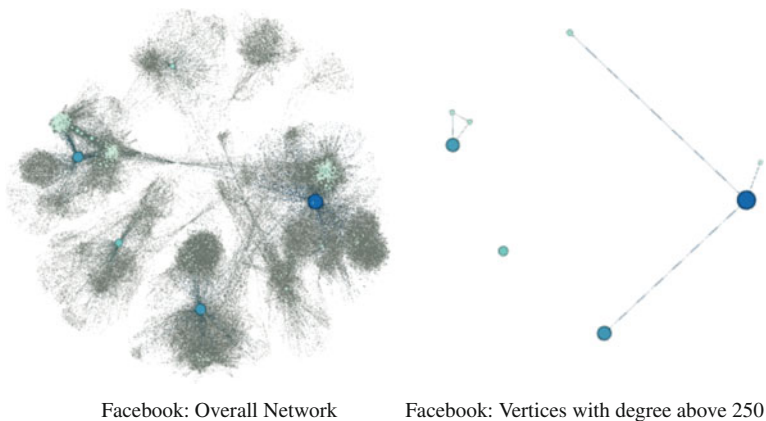 Facebook: Overall Network
Facebook: Vertices with degree above 250